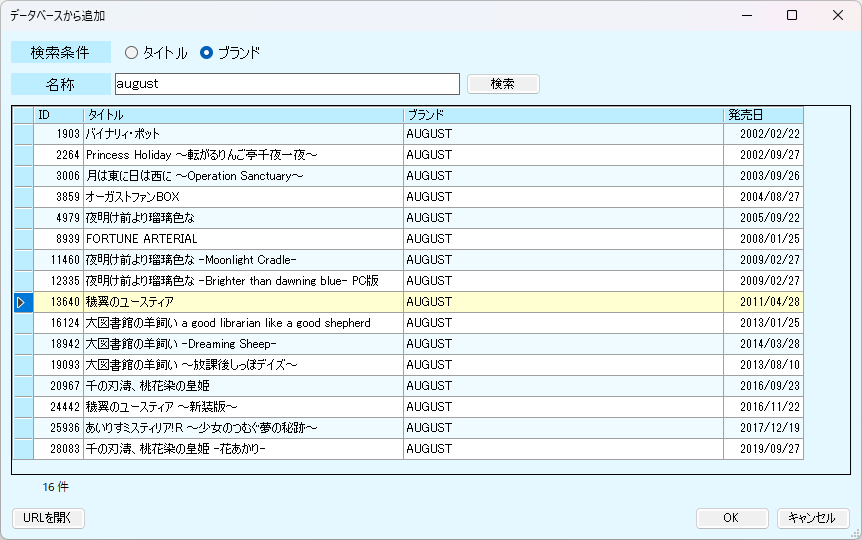 データベースから追加
検索条件 タイトル ブランド
名称 august 検索
ID タイトル ブランド 発売日
1903 バイナリィ・ポット AUGUST 2002/02/22
2264 Princess Holiday ～転がるりんご亭千夜一夜～ AUGUST 2002/09/27
3006 月は東に日は西に ～Operation Sanctuary～ AUGUST 2003/09/26
3859 オーガストファンBOX AUGUST 2004/08/27
4979 夜明け前より瑠璃色な AUGUST 2005/09/22
8939 FORTUNE ARTERIAL AUGUST 2008/01/25
11460 夜明け前より瑠璃色な -Moonlight Cradle- AUGUST 2009/02/27
12335 夜明け前より瑠璃色な -Brighter than dawning blue- PC版 AUGUST 2009/02/27
13640 穢翼のユースティア AUGUST 2011/04/28
16124 大図書館の羊飼い a good librarian like a good shepherd AUGUST 2013/01/25
18942 大図書館の羊飼い -Dreaming Sheep- AUGUST 2014/03/28
19093 大図書館の羊飼い ～放課後しっぽデイズ～ AUGUST 2013/08/10
20967 千の刃濤、桃花染の皇姫 AUGUST 2016/09/23
24442 穢翼のユースティア ～新装版～ AUGUST 2016/11/22
25936 あいりすミスティリア!R ～少女のつむぐ夢の秘跡～ AUGUST 2017/12/19
28083 千の刃濤、桃花染の皇姫 -花あかり- AUGUST 2019/09/27
16 件
URLを開く OK キャンセル